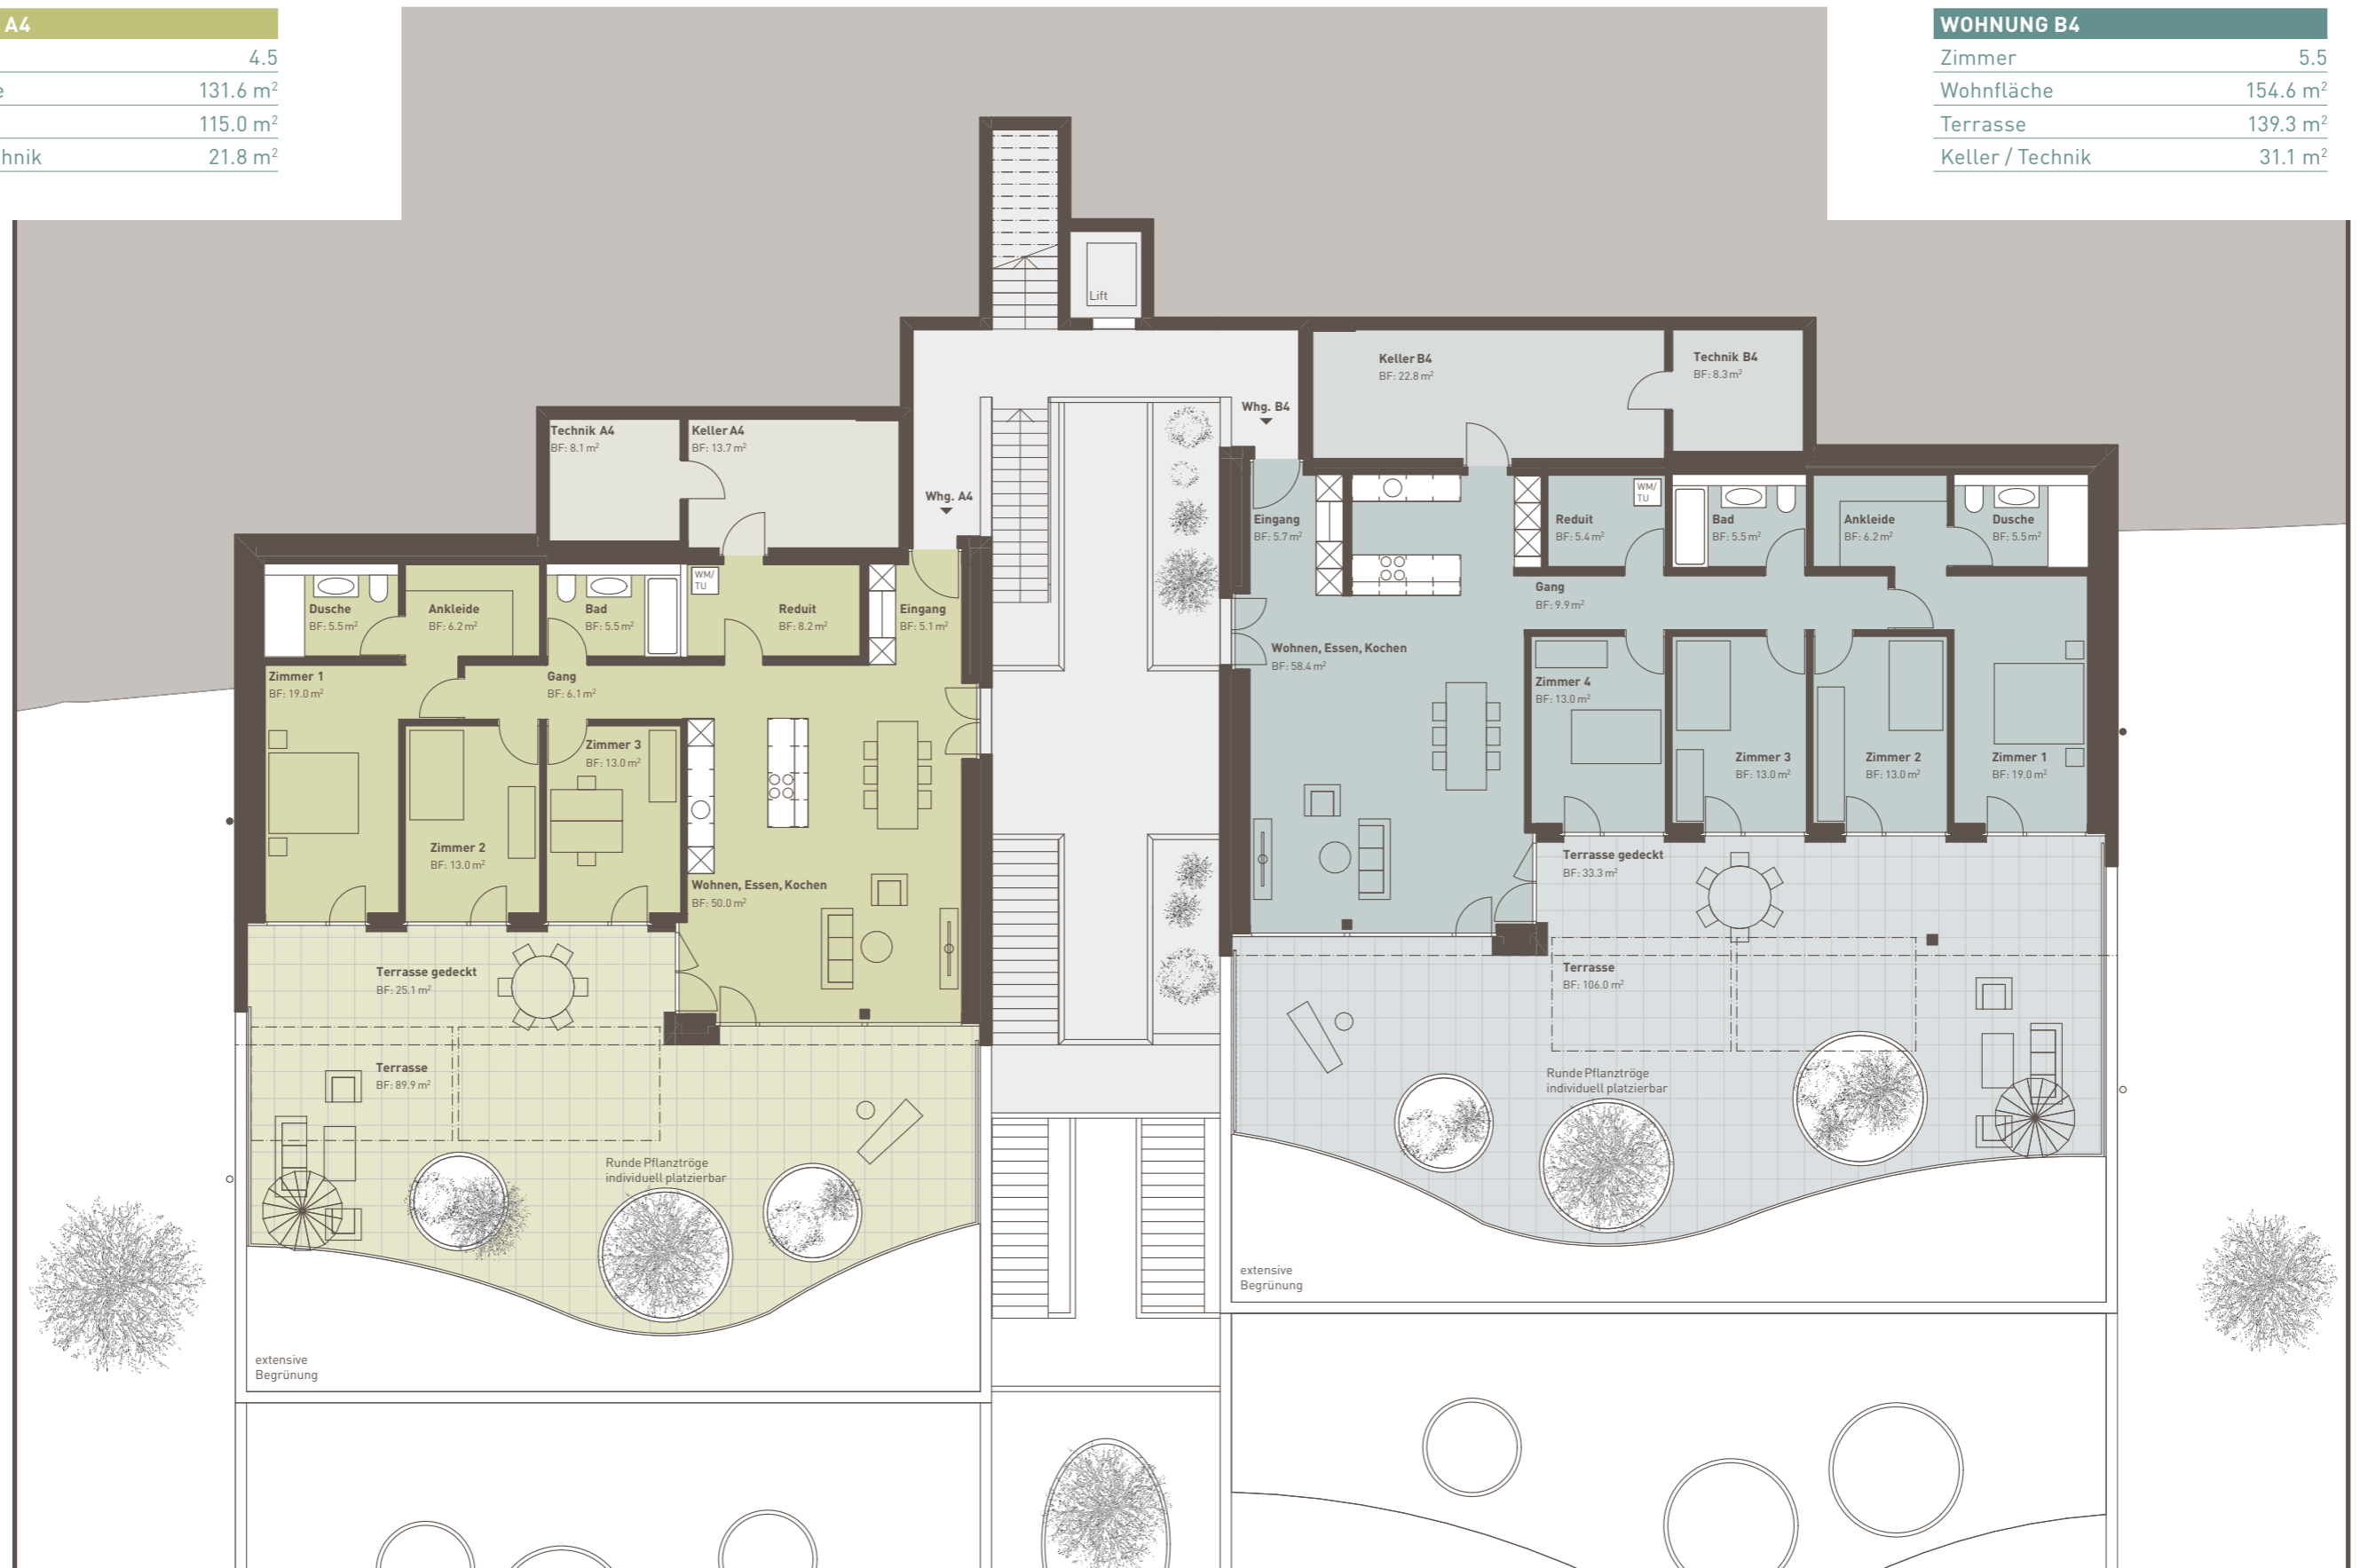 A4
4.5
e 131.6 m²
115.0 m²
hnik 21.8 m²
WOHNUNG B4
Zimmer 5.5
Wohnfläche 154.6 m²
Terrasse 139.3 m²
Keller / Technik 31.1 m²
Lift
Whg. A4
Whg. B4
Technik A4
BF: 8.1 m²
Keller A4
BF: 13.7 m²
Dusche
BF: 5.5 m²
Ankleide
BF: 6.2 m²
Bad
BF: 5.5 m²
WM/
TU
Reduit
BF: 8.2 m²
Eingang
BF: 5.1 m²
Zimmer 1
BF: 19.0 m²
Gang
BF: 6.1 m²
Zimmer 2
BF: 13.0 m²
Zimmer 3
BF: 13.0 m²
Wohnen, Essen, Kochen
BF: 50.0 m²
Terrasse gedeckt
BF: 25.1 m²
Terrasse
BF: 89.9 m²
Runde Pflanztröge
individuell platzierbar
extensive
Begrünung
Keller B4
BF: 22.8 m²
Technik B4
BF: 8.3 m²
Eingang
BF: 5.7 m²
Reduit
BF: 5.4 m²
WM/
TU
Bad
BF: 5.5 m²
Ankleide
BF: 6.2 m²
Dusche
BF: 5.5 m²
Gang
BF: 9.9 m²
Wohnen, Essen, Kochen
BF: 58.4 m²
Zimmer 4
BF: 13.0 m²
Zimmer 3
BF: 13.0 m²
Zimmer 2
BF: 13.0 m²
Zimmer 1
BF: 19.0 m²
Terrasse gedeckt
BF: 33.3 m²
Terrasse
BF: 106.0 m²
Runde Pflanztröge
individuell platzierbar
extensive
Begrünung